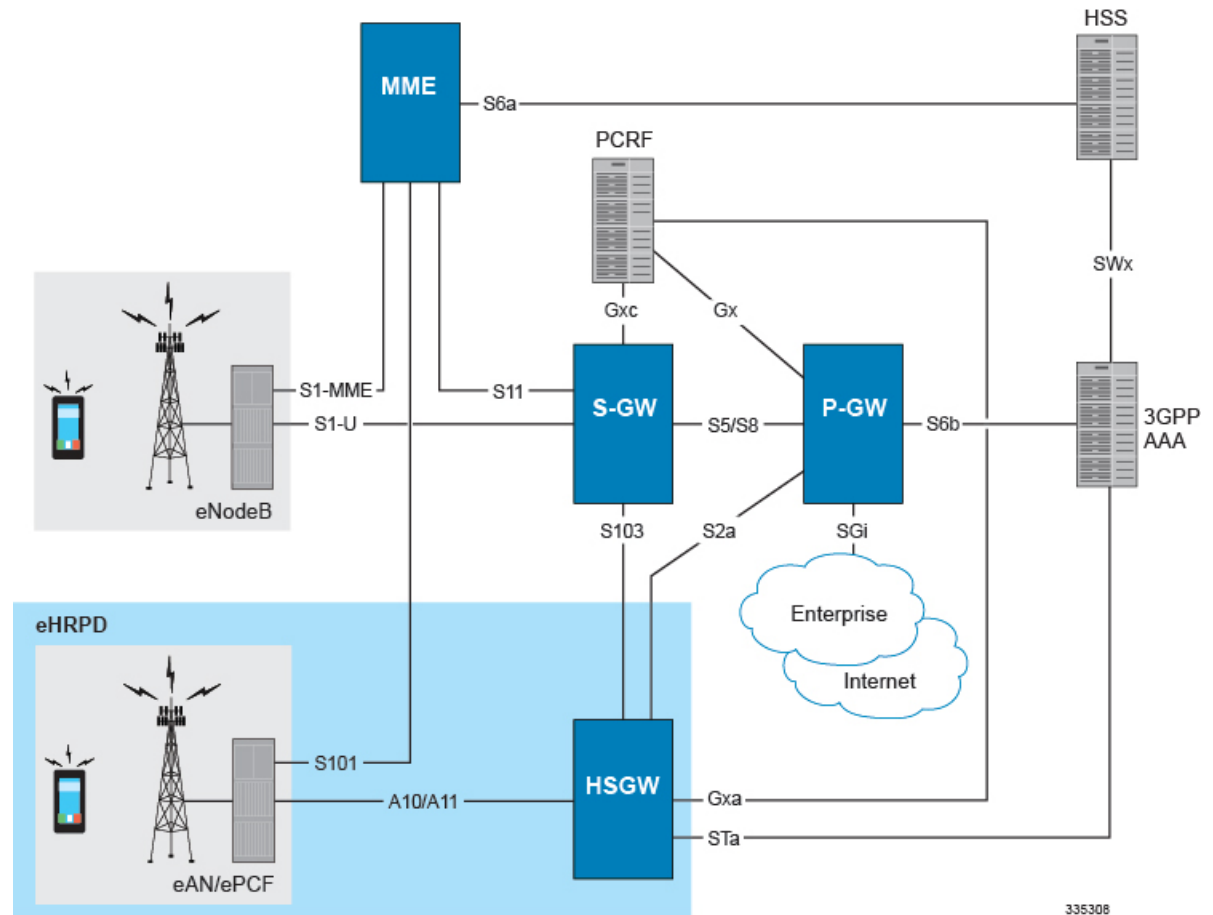 HSS
MME
S6a
PCRF
SWx
Gxc
Gx
S1-MME
S11
S-GW
P-GW
S1-U
S5/S8
S6b
3GPP
AAA
eNodeB
S103
S2a
SGi
Enterprise
eHRPD
Internet
S101
HSGW
A10/A11
Gxa
STa
eAN/ePCF
335308